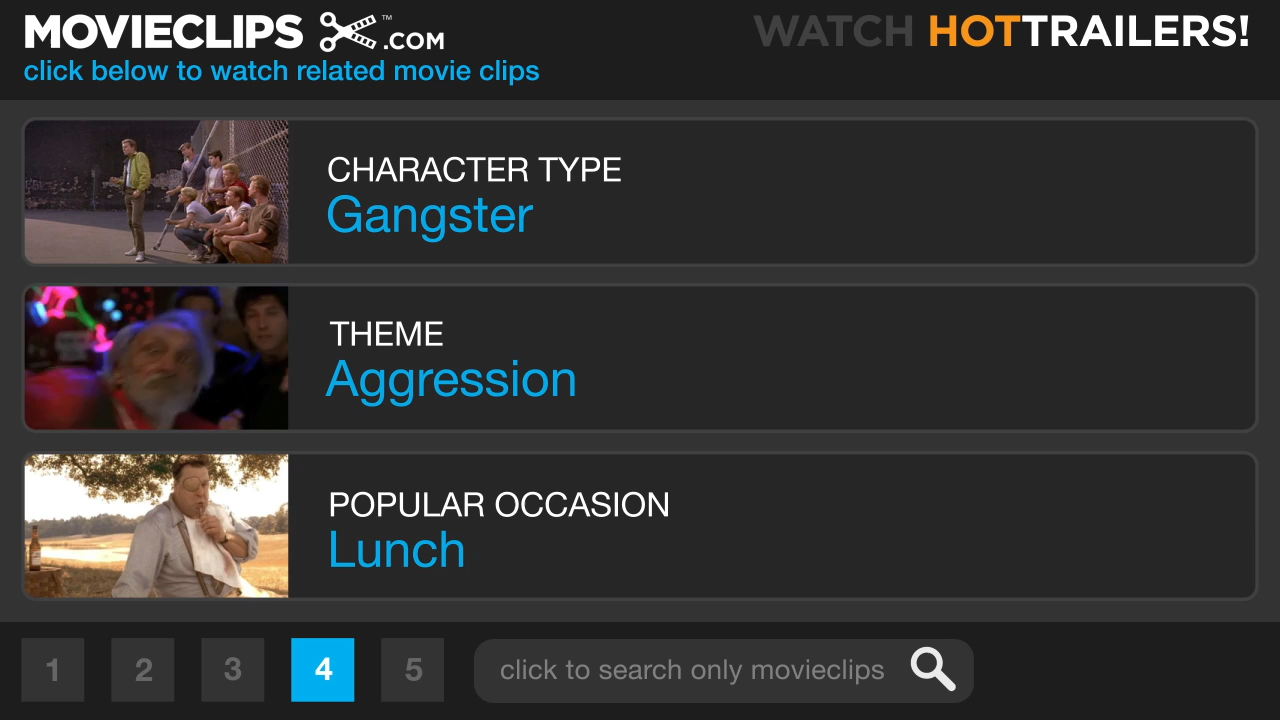 MOVIECLIPS ™ .COM
WATCH HOTTRAILERS!
click below to watch related movie clips
CHARACTER TYPE
Gangster
THEME
Aggression
POPULAR OCCASION
Lunch
1 2 3 4 5 click to search only movieclips